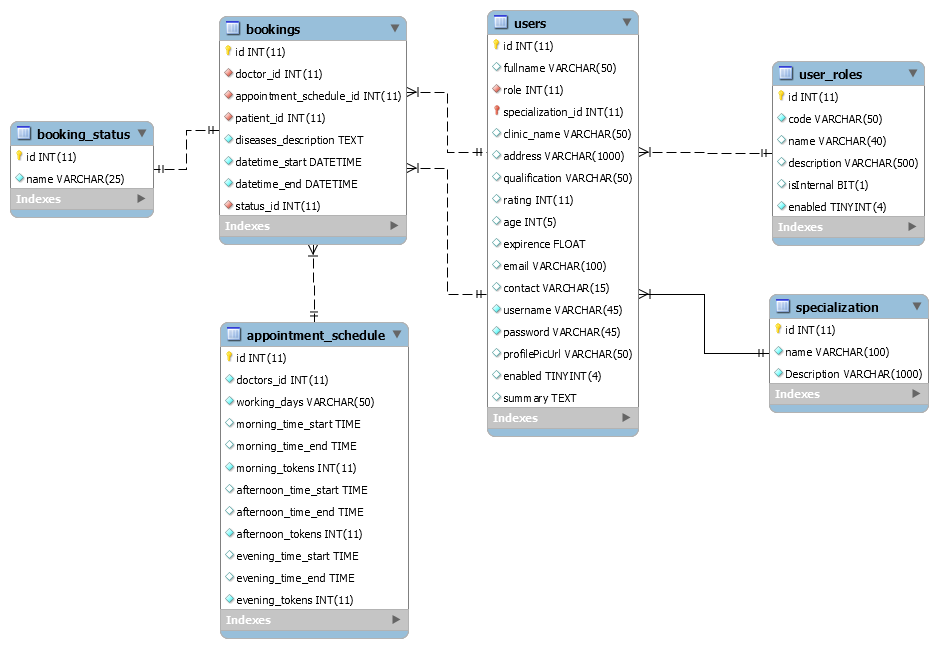 booking_status
id INT(11)
name VARCHAR(25)
Indexes
bookings
id INT(11)
doctor_id INT(11)
appointment_schedule_id INT(11)
patient_id INT(11)
diseases_description TEXT
datetime_start DATETIME
datetime_end DATETIME
status_id INT(11)
Indexes
appointment_schedule
id INT(11)
doctors_id INT(11)
working_days VARCHAR(50)
morning_time_start TIME
morning_time_end TIME
morning_tokens INT(11)
afternoon_time_start TIME
afternoon_time_end TIME
afternoon_tokens INT(11)
evening_time_start TIME
evening_time_end TIME
evening_tokens INT(11)
Indexes
users
id INT(11)
fullname VARCHAR(50)
role INT(11)
specialization_id INT(11)
clinic_name VARCHAR(50)
address VARCHAR(1000)
qualification VARCHAR(50)
rating INT(11)
age INT(5)
expirence FLOAT
email VARCHAR(100)
contact VARCHAR(15)
username VARCHAR(45)
password VARCHAR(45)
profilePicUrl VARCHAR(50)
enabled TINYINT(4)
summary TEXT
Indexes
user_roles
id INT(11)
code VARCHAR(50)
name VARCHAR(40)
description VARCHAR(500)
isInternal BIT(1)
enabled TINYINT(4)
Indexes
specialization
id INT(11)
name VARCHAR(100)
Description VARCHAR(1000)
Indexes